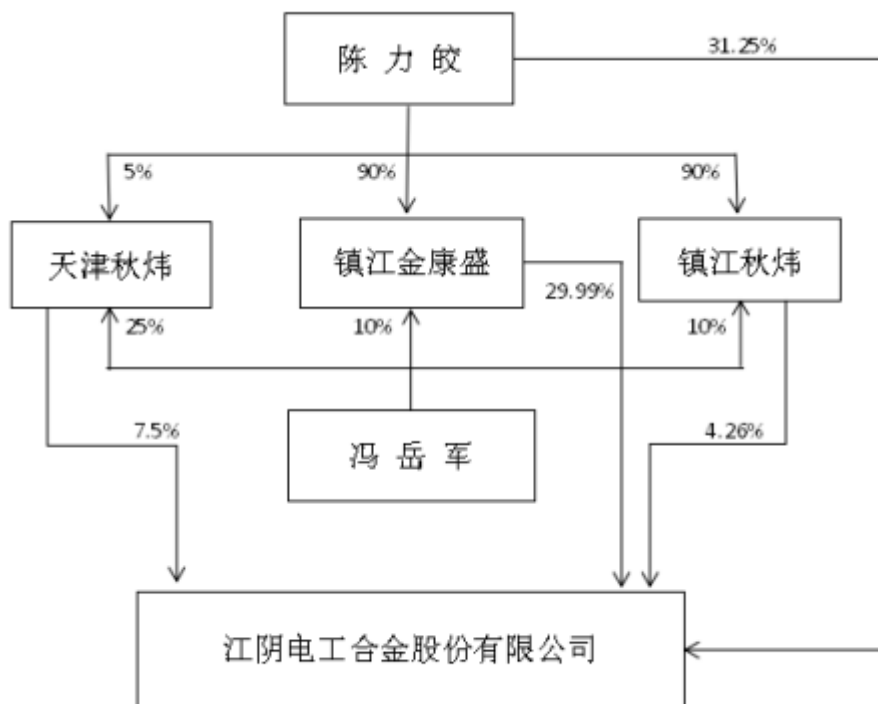 陈力皎
31.25%
5%
90%
90%
天津秋炜
镇江金康盛
镇江秋炜
29.99%
25%
10%
10%
7.5%
冯岳军
4.26%
江阴电工合金股份有限公司